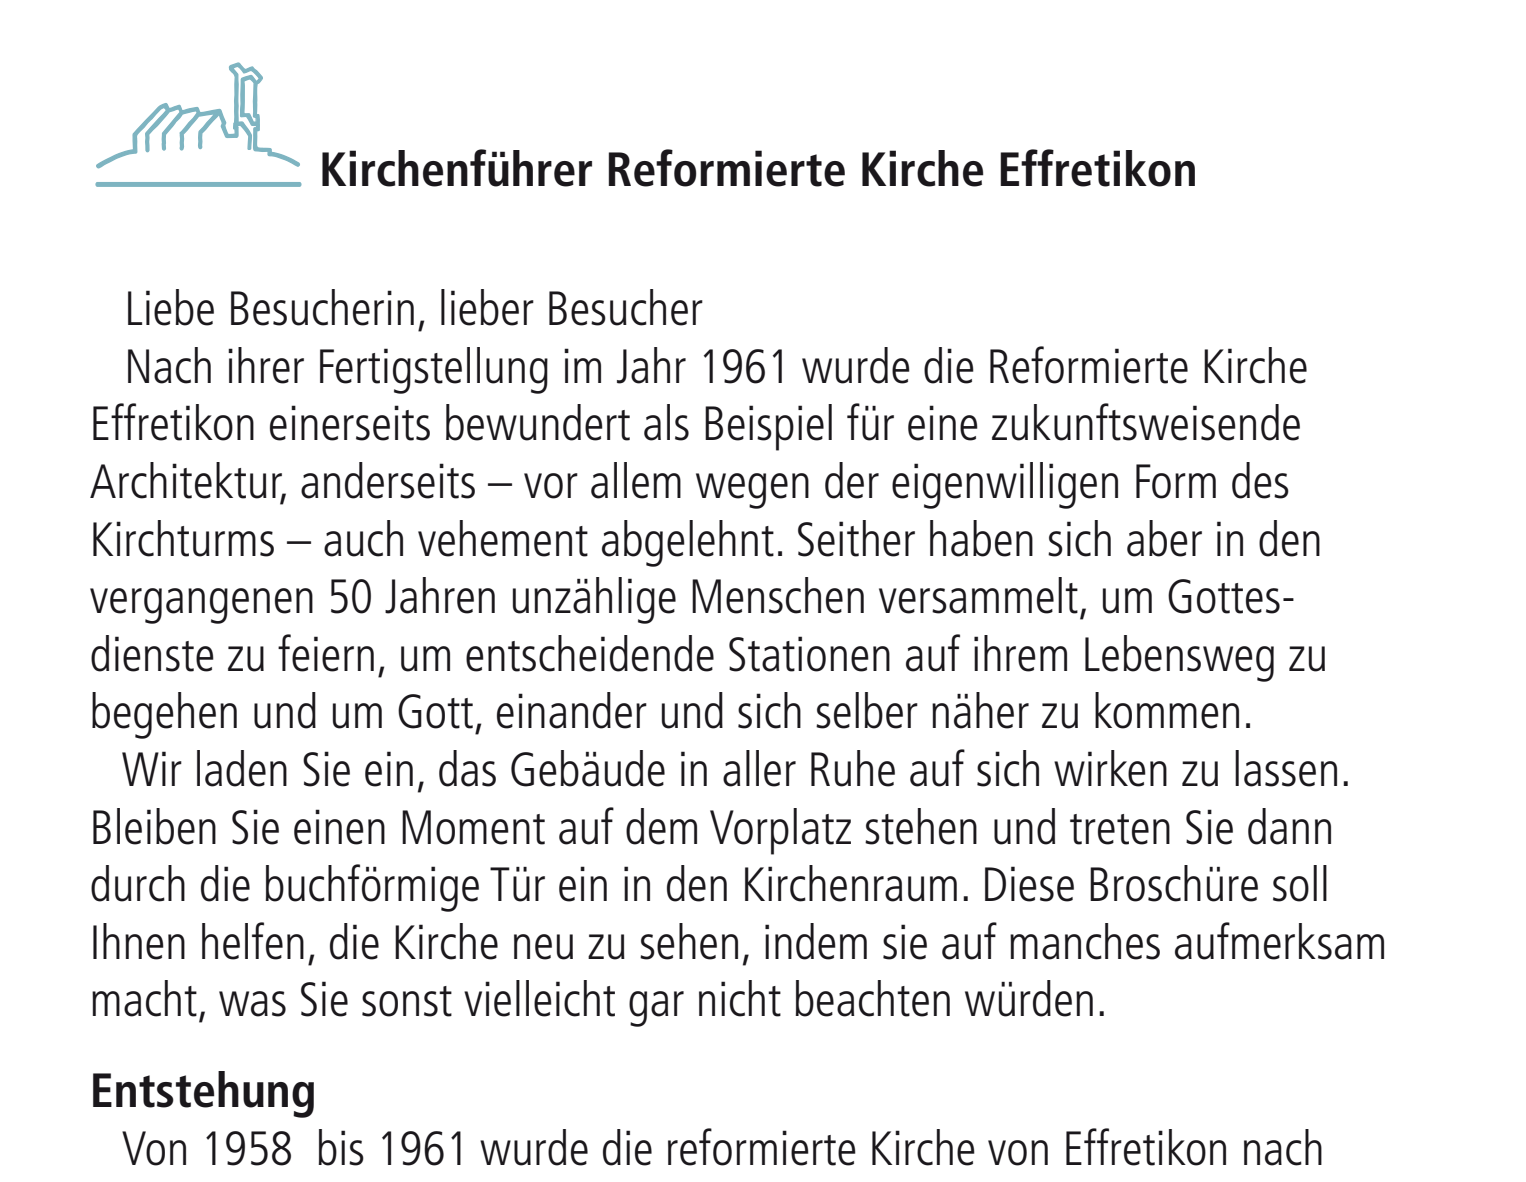 Kirchenführer Reformierte Kirche Effretikon
Liebe Besucherin, lieber Besucher
Nach ihrer Fertigstellung im Jahr 1961 wurde die Reformierte Kirche
Effretikon einerseits bewundert als Beispiel für eine zukunftsweisende
Architektur, anderseits – vor allem wegen der eigenwilligen Form des
Kirchturms – auch vehement abgelehnt. Seither haben sich aber in den
vergangenen 50 Jahren unzählige Menschen versammelt, um Gottes-
dienste zu feiern, um entscheidende Stationen auf ihrem Lebensweg zu
begehen und um Gott, einander und sich selber näher zu kommen.
Wir laden Sie ein, das Gebäude in aller Ruhe auf sich wirken zu lassen.
Bleiben Sie einen Moment auf dem Vorplatz stehen und treten Sie dann
durch die buchförmige Tür ein in den Kirchenraum. Diese Broschüre soll
Ihnen helfen, die Kirche neu zu sehen, indem sie auf manches aufmerksam
macht, was Sie sonst vielleicht gar nicht beachten würden.
Entstehung
Von 1958  bis 1961 wurde die reformierte Kirche von Effretikon nach